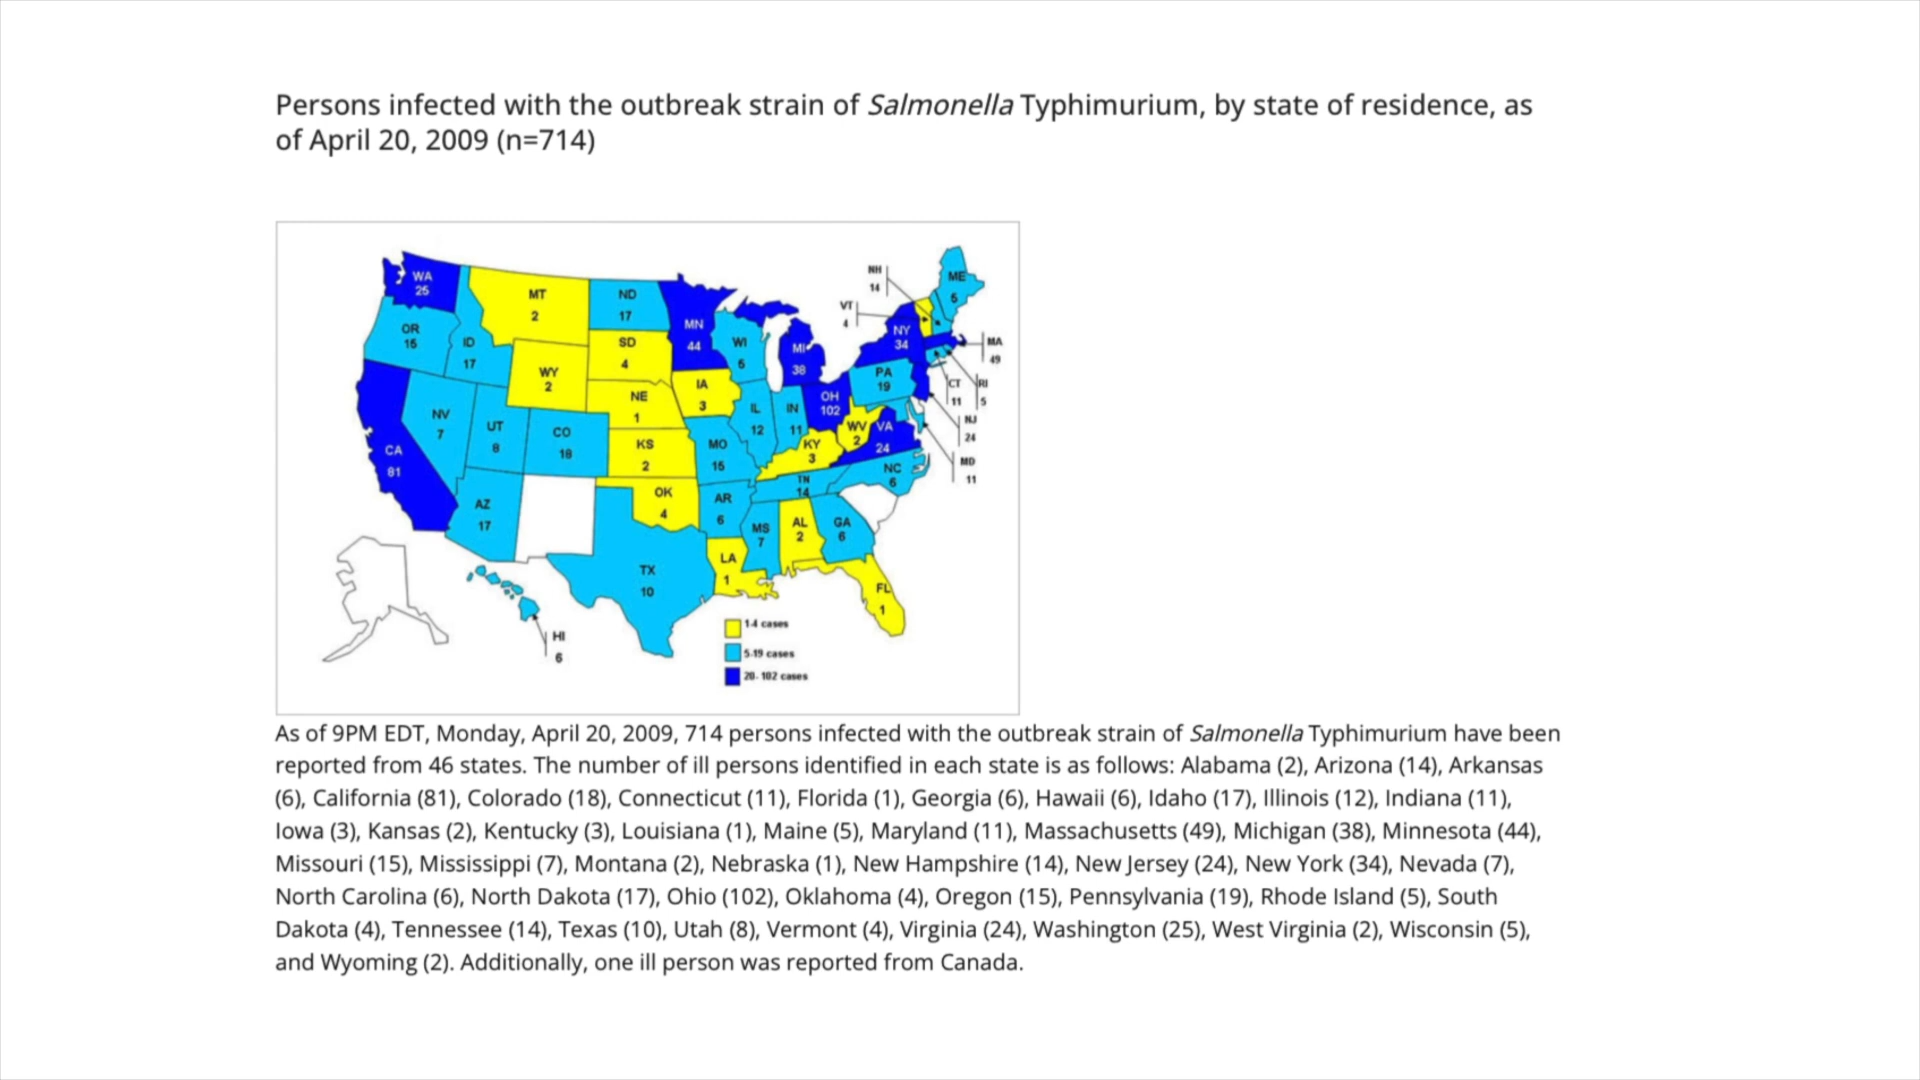 Persons infected with the outbreak strain of Salmonella Typhimurium, by state of residence, as
of April 20, 2009 (n=714)
WA
25
MT
2
ND
17
MN
44
OR
15
ID
17
WY
2
SD
4
WI
5
MI
38
NY
34
VT
4
NH
14
ME
5
MA
49
RI
5
CT
11
NJ
24
MD
11
PA
19
OH
102
IA
3
NE
1
NV
7
UT
8
CO
18
KS
2
MO
15
IL
12
IN
11
KY
3
WV
2
VA
24
CA
81
AZ
17
OK
4
AR
6
TN
14
NC
6
MS
7
AL
2
GA
6
TX
10
LA
1
FL
1
HI
6
1-4 cases
5-19 cases
20- 102 cases
As of 9PM EDT, Monday, April 20, 2009, 714 persons infected with the outbreak strain of Salmonella Typhimurium have been
reported from 46 states. The number of ill persons identified in each state is as follows: Alabama (2), Arizona (14), Arkansas
(6), California (81), Colorado (18), Connecticut (11), Florida (1), Georgia (6), Hawaii (6), Idaho (17), Illinois (12), Indiana (11),
Iowa (3), Kansas (2), Kentucky (3), Louisiana (1), Maine (5), Maryland (11), Massachusetts (49), Michigan (38), Minnesota (44),
Missouri (15), Mississippi (7), Montana (2), Nebraska (1), New Hampshire (14), New Jersey (24), New York (34), Nevada (7),
North Carolina (6), North Dakota (17), Ohio (102), Oklahoma (4), Oregon (15), Pennsylvania (19), Rhode Island (5), South
Dakota (4), Tennessee (14), Texas (10), Utah (8), Vermont (4), Virginia (24), Washington (25), West Virginia (2), Wisconsin (5),
and Wyoming (2). Additionally, one ill person was reported from Canada.